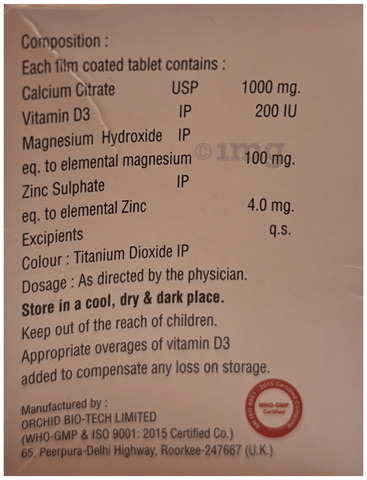 Composition :
Each film coated tablet contains :
Calcium Citrate USP 1000 mg.
Vitamin D3 IP 200 IU
Magnesium Hydroxide IP
eq. to elemental magnesium 100 mg.
Zinc Sulphate IP
eq. to elemental Zinc 4.0 mg.
Excipients q.s.
Colour : Titanium Dioxide IP
Dosage : As directed by the physician.
Store in a cool, dry & dark place.
Keep out of the reach of children.
Appropriate overages of vitamin D3
added to compensate any loss on storage.
Manufactured by :
ORCHID BIO-TECH LIMITED
(WHO-GMP & ISO 9001: 2015 Certified Co.)
65, Peerpura-Delhi Highway, Roorkee-247667 (U.K.)
WHO-GMP
Certified
© 1mg